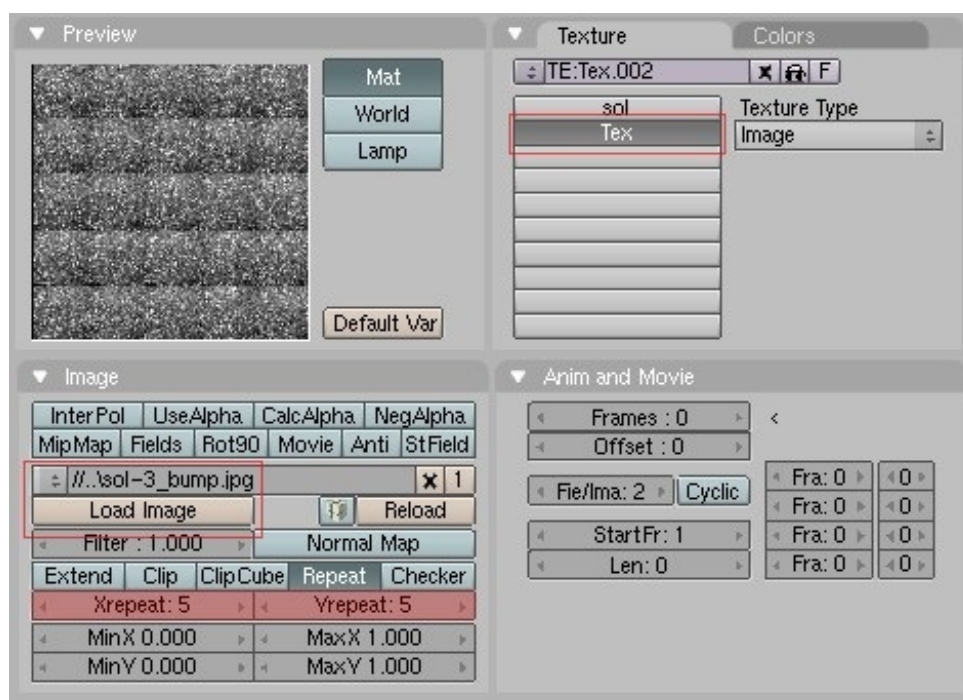 Preview
Mat
World
Lamp
Default Var
Texture
Colors
TE:Tex.002
F
sol
Tex
Texture Type
Image
Image
InterPol UseAlpha CalcAlpha NegAlpha
MipMap Fields Rot90 Movie Anti StField
//..\sol-3_bump.jpg 1
Load Image Reload
Filter : 1.000 Normal Map
Extend Clip ClipCube Repeat Checker
Xrepeat: 5 Yrepeat: 5
MinX 0.000 MaxX 1.000
MinY 0.000 MaxY 1.000
Anim and Movie
Frames : 0 <
Offset : 0
Fie/Ima: 2 Cyclic
StartFr: 1
Len: 0
Fra: 0 0
Fra: 0 0
Fra: 0 0
Fra: 0 0